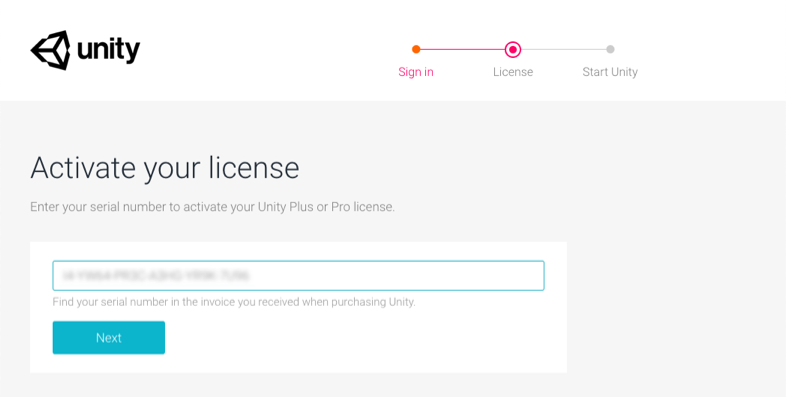 unity
Sign in
License
Start Unity
Activate your license
Enter your serial number to activate your Unity Plus or Pro license.
Find your serial number in the invoice you received when purchasing Unity.
Next